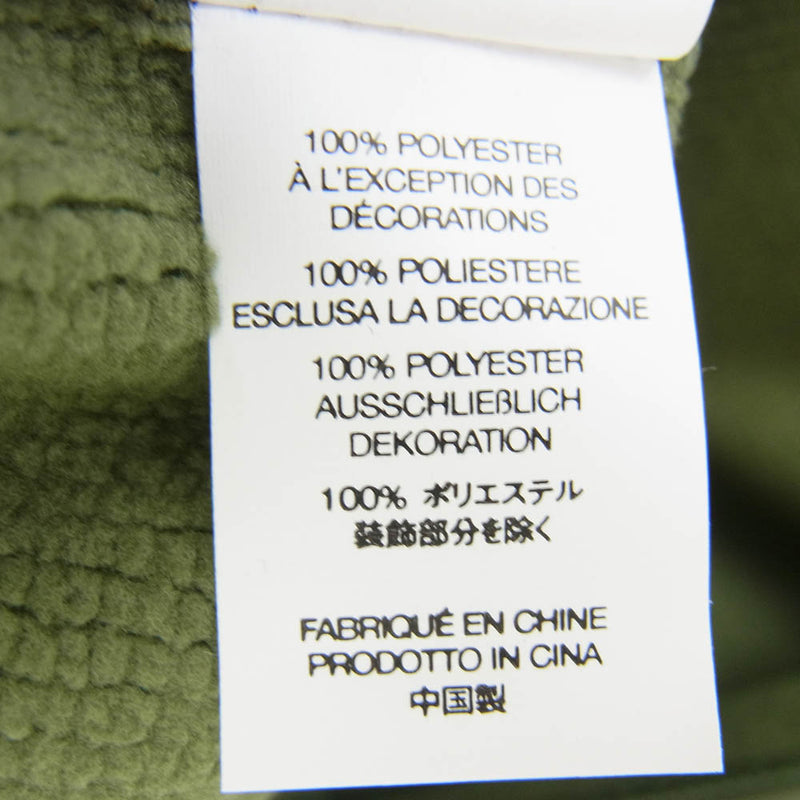 100% POLYESTER
À L'EXCEPTION DES
DÉCORATIONS
100% POLIESTERE
ESCLUSA LA DECORAZIONE
100% POLYESTER
AUSSCHLIEßLICH
DEKORATION
100% ポリエステル
装飾部分を除く
FABRIQUÉ EN CHINE
PRODOTTO IN CINA
中国製